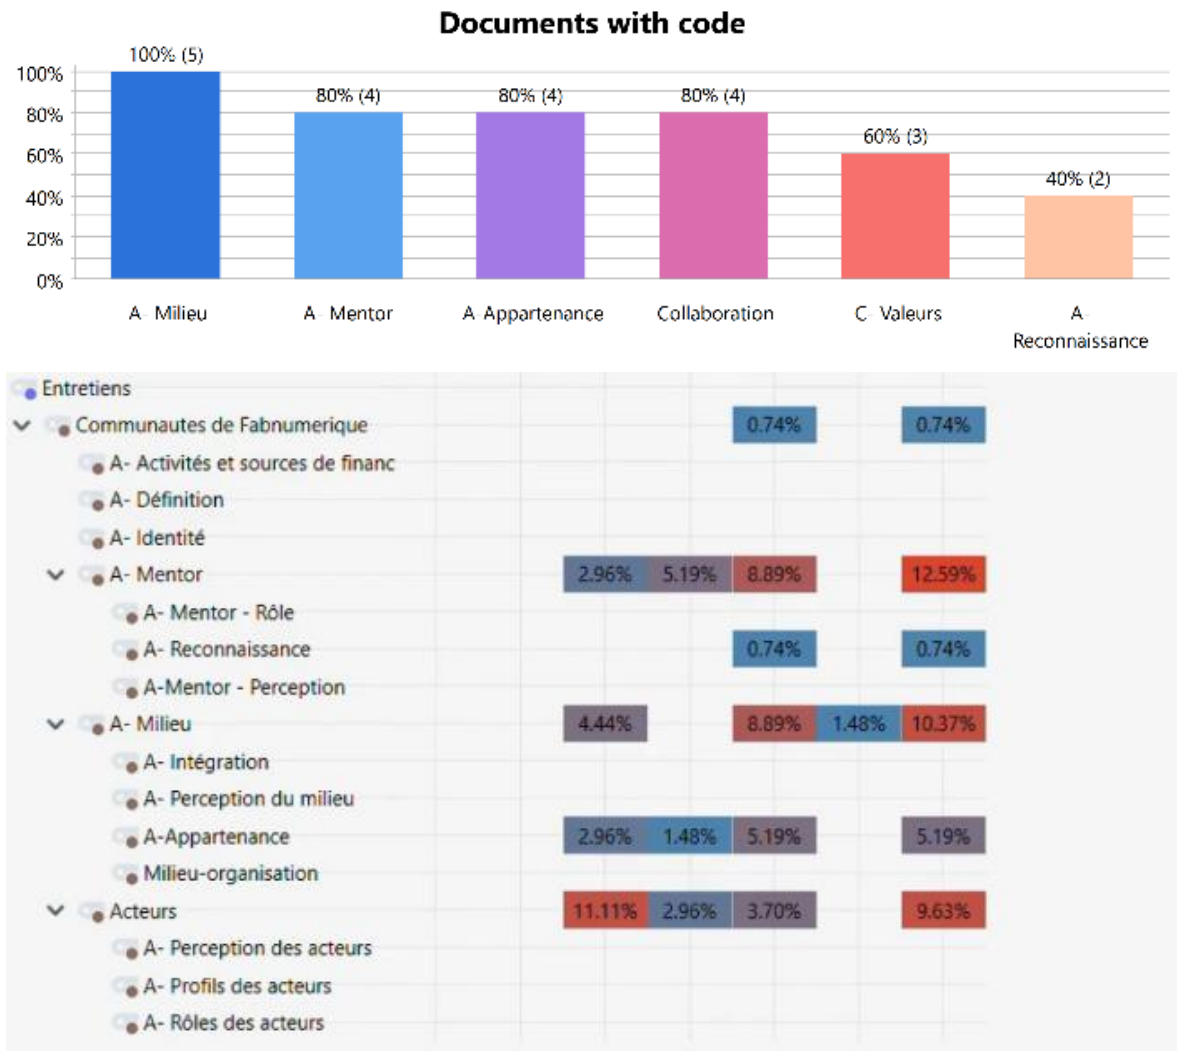 Documents with code
100% (5)
80% (4) 80% (4) 80% (4)
60% (3)
40% (2)
100%
80%
60%
40%
20%
0%
A- Milieu A- Mentor A-Appartenance Collaboration C- Valeurs A-
Reconnaissance
Entretiens
Communautes de Fabnumerique 0.74% 0.74%
A- Activités et sources de financ
A- Définition
A- Identité
A- Mentor 2.96% 5.19% 8.89% 12.59%
A- Mentor - Rôle
A- Reconnaissance 0.74% 0.74%
A-Mentor - Perception
A- Milieu 4.44% 8.89% 1.48% 10.37%
A- Intégration
A- Perception du milieu
A-Appartenance 2.96% 1.48% 5.19% 5.19%
Milieu-organisation
Acteurs 11.11% 2.96% 3.70% 9.63%
A- Perception des acteurs
A- Profils des acteurs
A- Rôles des acteurs